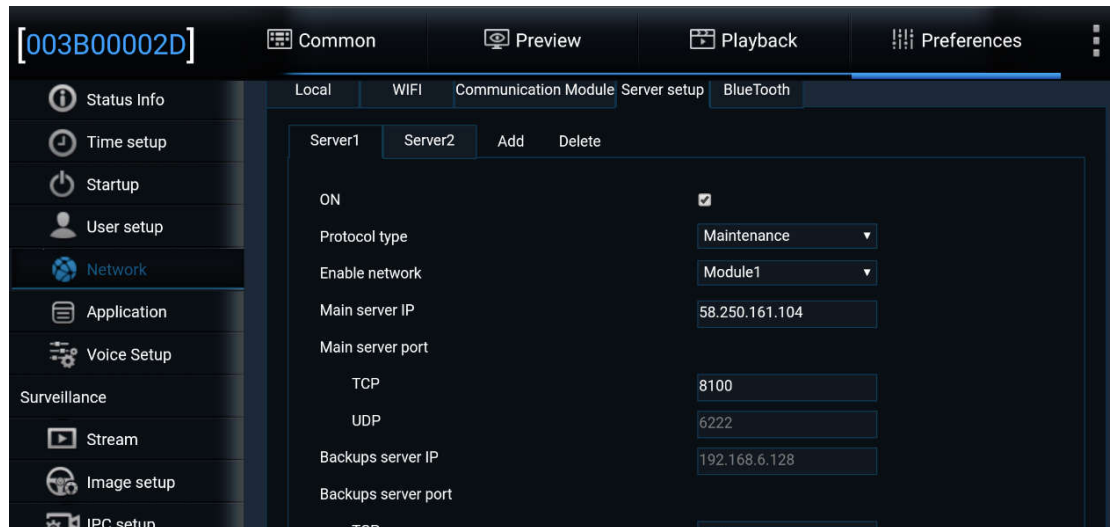 [003B00002D] Common Preview Playback Preferences
Status Info
Time setup
Startup
User setup
Network
Application
Voice Setup
Surveillance
Stream
Image setup
IPC setup
Local WIFI Communication Module Server setup BlueTooth
Server1 Server2 Add Delete
ON
Protocol type Maintenance
Enable network Module1
Main server IP 58.250.161.104
Main server port
TCP 8100
UDP 6222
Backups server IP 192.168.6.128
Backups server port
TCP